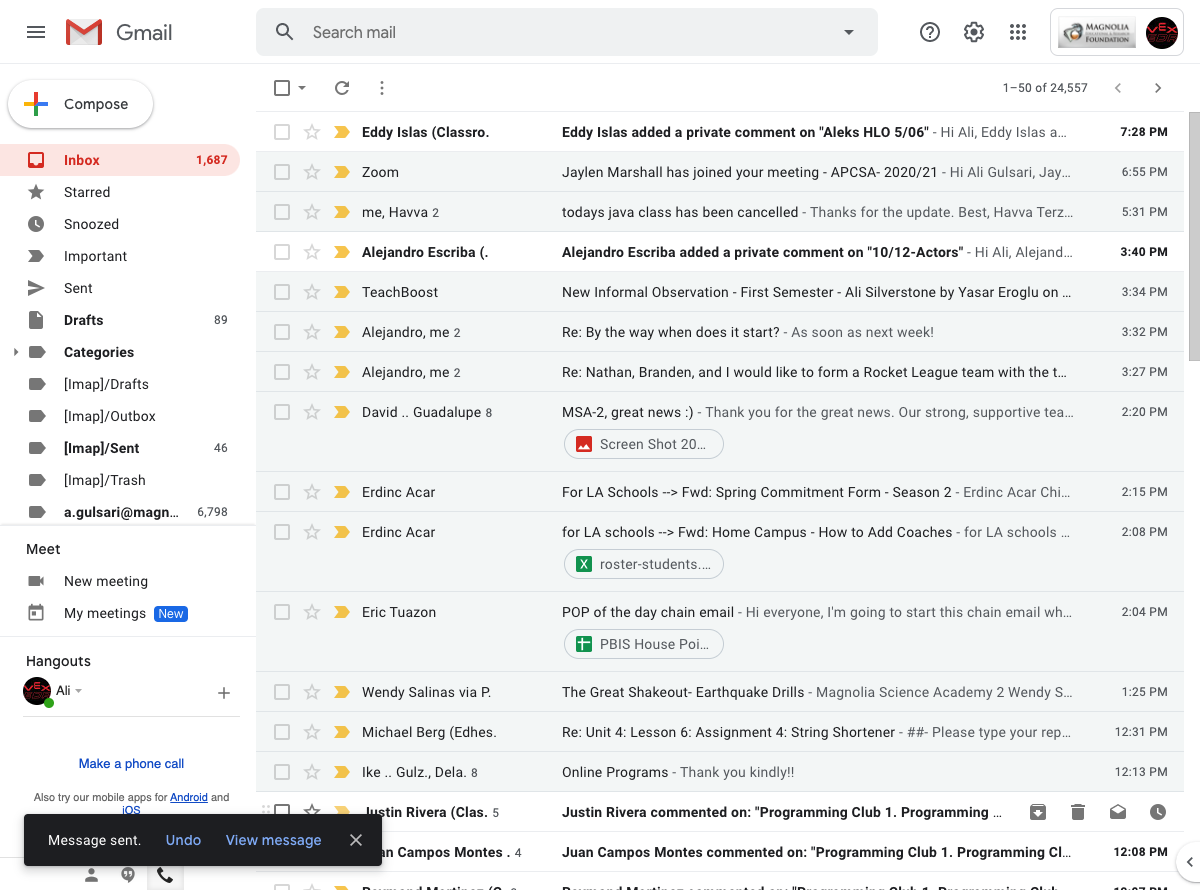 Gmail
Search mail
MAGNOLIA
FOUNDATION
Compose
1–50 of 24,557
Inbox 1,687
Starred
Snoozed
Important
Sent
Drafts 89
Categories
[Imap]/Drafts
[Imap]/Outbox
[Imap]/Sent 46
[Imap]/Trash
a.gulsari@magn... 6,798
Meet
New meeting
My meetings New
Hangouts
Ali
Make a phone call
Also try our mobile apps for Android and
iOS
Eddy Islas (Classro. Eddy Islas added a private comment on "Aleks HLO 5/06" - Hi Ali, Eddy Islas a... 7:28 PM
Zoom Jaylen Marshall has joined your meeting - APCSA- 2020/21 - Hi Ali Gulsari, Jay... 6:55 PM
me, Havva 2 todays java class has been cancelled - Thanks for the update. Best, Havva Terz... 5:31 PM
Alejandro Escriba (. Alejandro Escriba added a private comment on "10/12-Actors" - Hi Ali, Alejand... 3:40 PM
TeachBoost New Informal Observation - First Semester - Ali Silverstone by Yasar Eroglu on ... 3:34 PM
Alejandro, me 2 Re: By the way when does it start? - As soon as next week! 3:32 PM
Alejandro, me 2 Re: Nathan, Branden, and I would like to form a Rocket League team with the t... 3:27 PM
David .. Guadalupe 8 MSA-2, great news :) - Thank you for the great news. Our strong, supportive tea... 2:20 PM
Screen Shot 20...
Erdinc Acar For LA Schools --> Fwd: Spring Commitment Form - Season 2 - Erdinc Acar Chi... 2:15 PM
Erdinc Acar for LA schools --> Fwd: Home Campus - How to Add Coaches - for LA schools ... 2:08 PM
X roster-students....
Eric Tuazon POP of the day chain email - Hi everyone, I'm going to start this chain email wh... 2:04 PM
PBIS House Poi...
Wendy Salinas via P. The Great Shakeout- Earthquake Drills - Magnolia Science Academy 2 Wendy S... 1:25 PM
Michael Berg (Edhes. Re: Unit 4: Lesson 6: Assignment 4: String Shortener - ##- Please type your rep... 12:31 PM
Ike .. Gulz., Dela. 8 Online Programs - Thank you kindly!! 12:13 PM
Justin Rivera (Clas. 5 Justin Rivera commented on: "Programming Club 1. Programming ...
an Campos Montes . 4 Juan Campos Montes commented on: "Programming Club 1. Programming Cl... 12:08 PM
Message sent. Undo View message